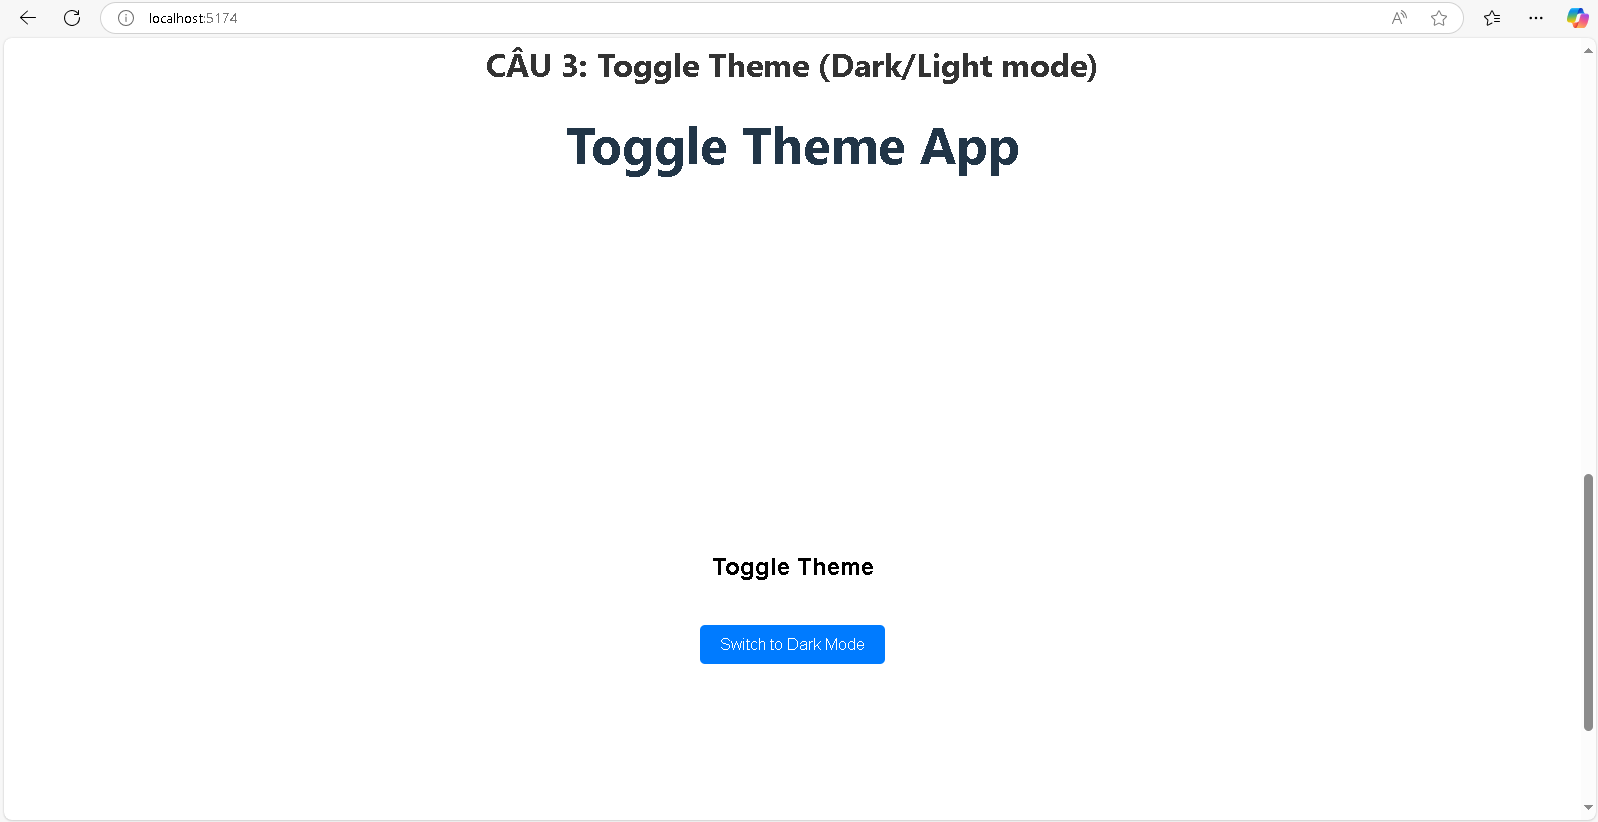 localhost:5174
CÂU 3: Toggle Theme (Dark/Light mode)
Toggle Theme App
Toggle Theme
Switch to Dark Mode